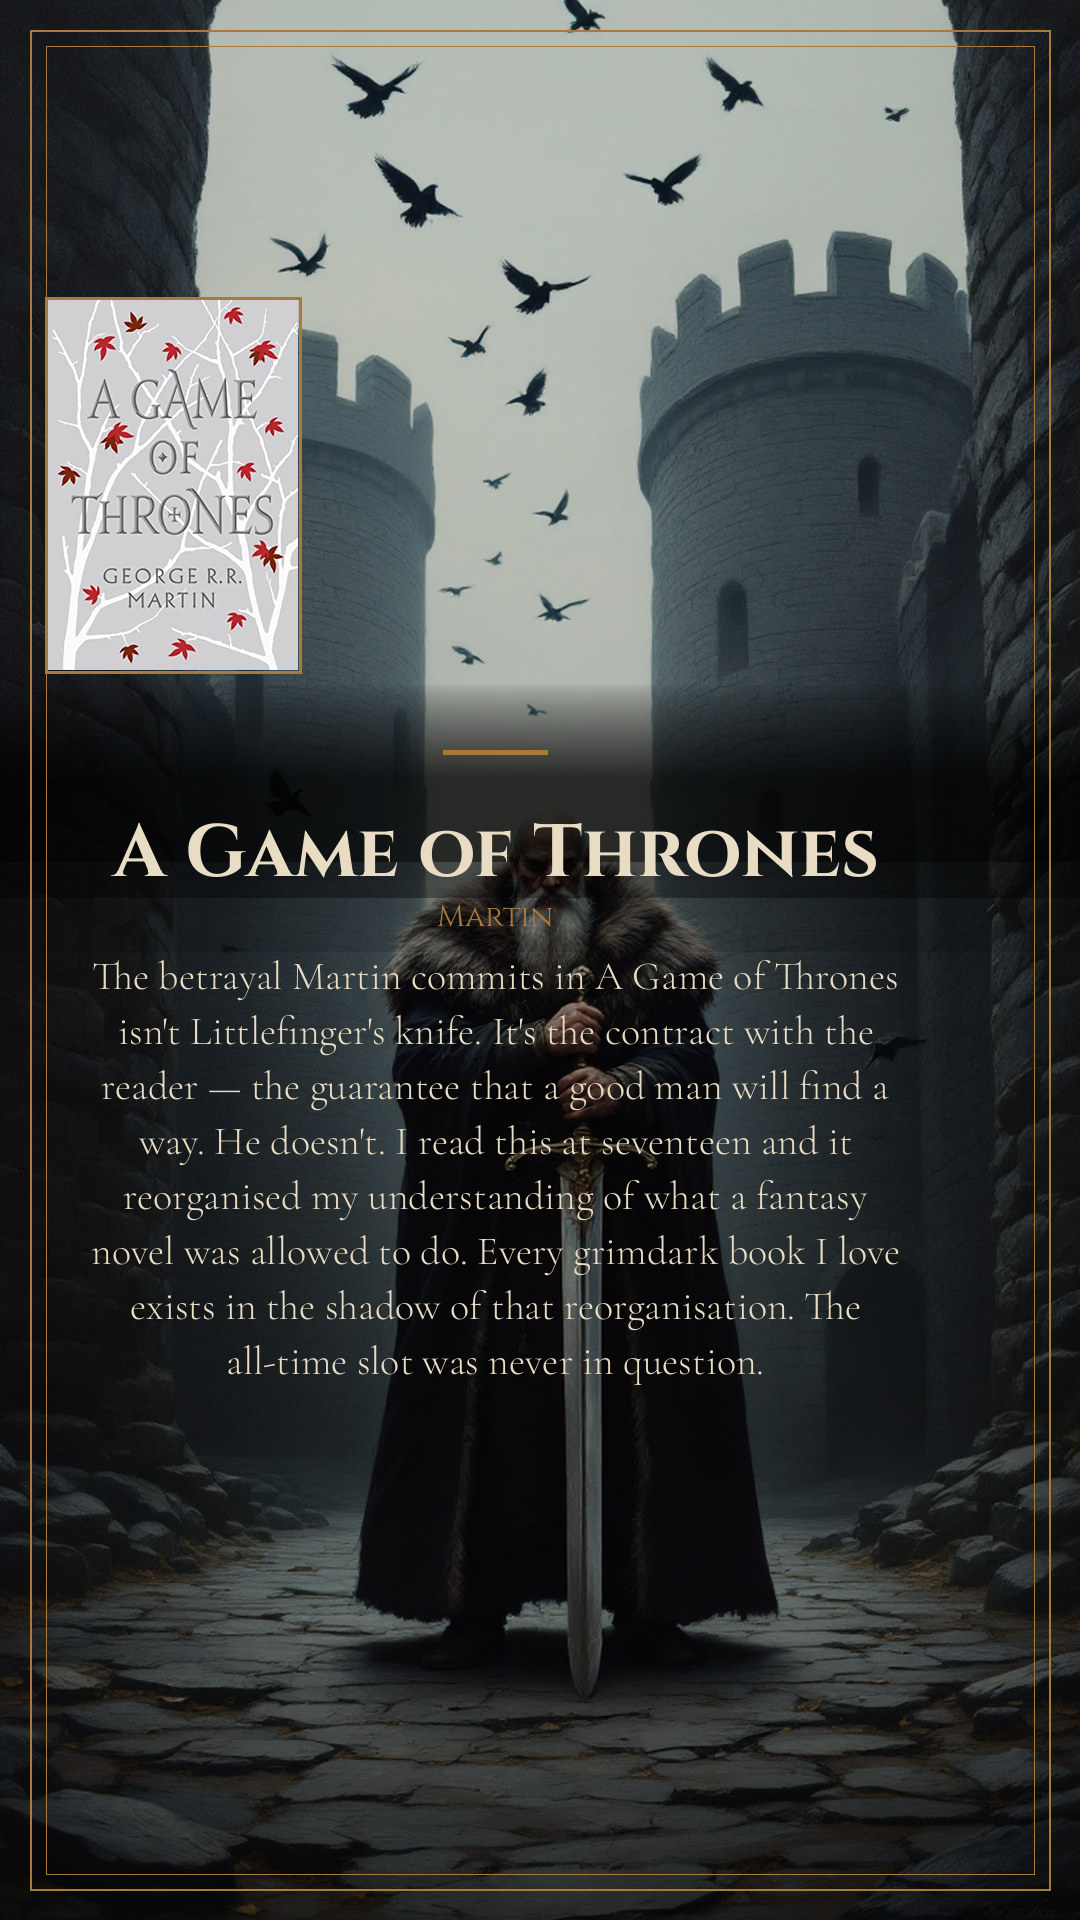 A GAME
OF
THRONES
GEORGE R.R.
MARTIN
A Game of Thrones
Martin
The betrayal Martin commits in A Game of Thrones
isn't Littlefinger's knife. It's the contract with the
reader — the guarantee that a good man will find a
way. He doesn't. I read this at seventeen and it
reorganised my understanding of what a fantasy
novel was allowed to do. Every grimdark book I love
exists in the shadow of that reorganisation. The
all-time slot was never in question.